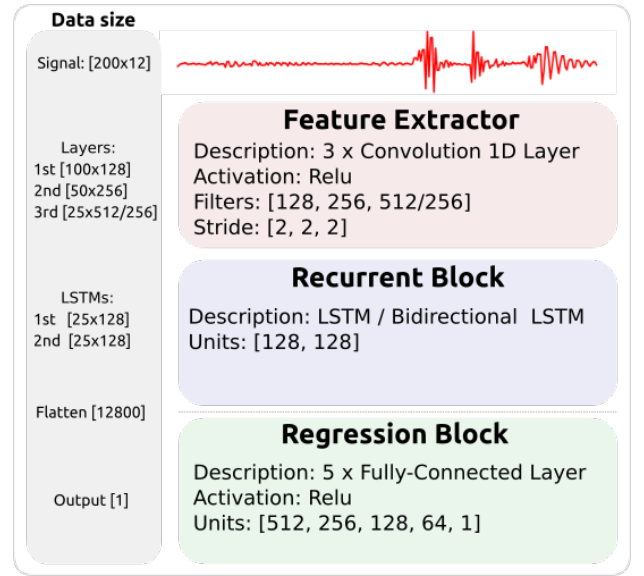 Data size
Signal: [200x12]
Feature Extractor
Description: 3 x Convolution 1D Layer
Activation: Relu
Filters: [128, 256, 512/256]
Stride: [2, 2, 2]
Layers:
1st [100x128]
2nd [50x256]
3rd [25x512/256]
Recurrent Block
Description: LSTM / Bidirectional LSTM
Units: [128, 128]
LSTMs:
1st [25x128]
2nd [25x128]
Flatten [12800]
Regression Block
Description: 5 x Fully-Connected Layer
Activation: Relu
Units: [512, 256, 128, 64, 1]
Output [1]